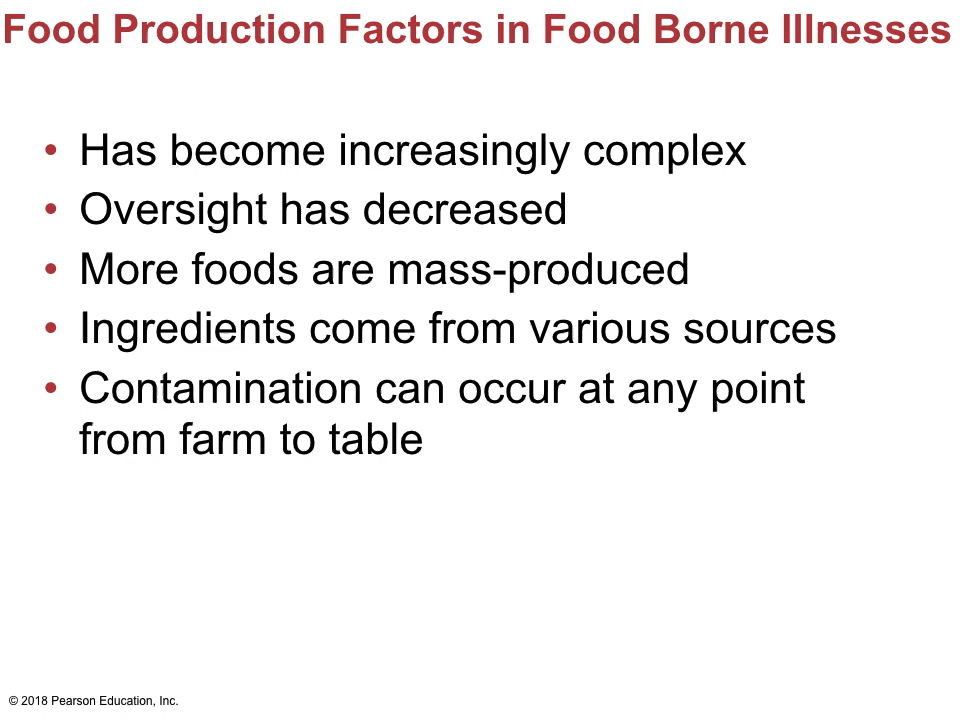 Food Production Factors in Food Borne Illnesses
• Has become increasingly complex
• Oversight has decreased
• More foods are mass-produced
• Ingredients come from various sources
• Contamination can occur at any point
from farm to table
© 2018 Pearson Education, Inc.